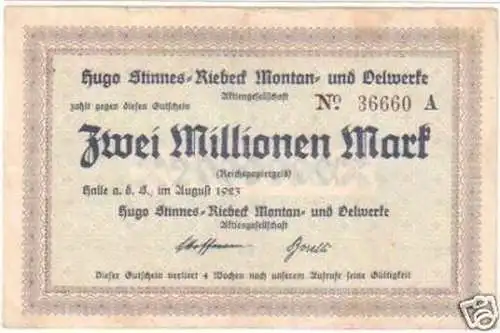 Hugo Stinnes-Riebeck Montan- und Oelwerke
Aktiengesellschaft
zahlt gegen diesen Gutschein
No. 36660 A
Zwei Millionen Mark
(Reichspapiergeld)
Halle a. d. S., im August 1923
Hugo Stinnes-Riebeck Montan- und Oelwerke
Aktiengesellschaft
Dieser Gutschein verliert 4 Wochen nach unserem Aufrufe seine Gültigkeit
ebay